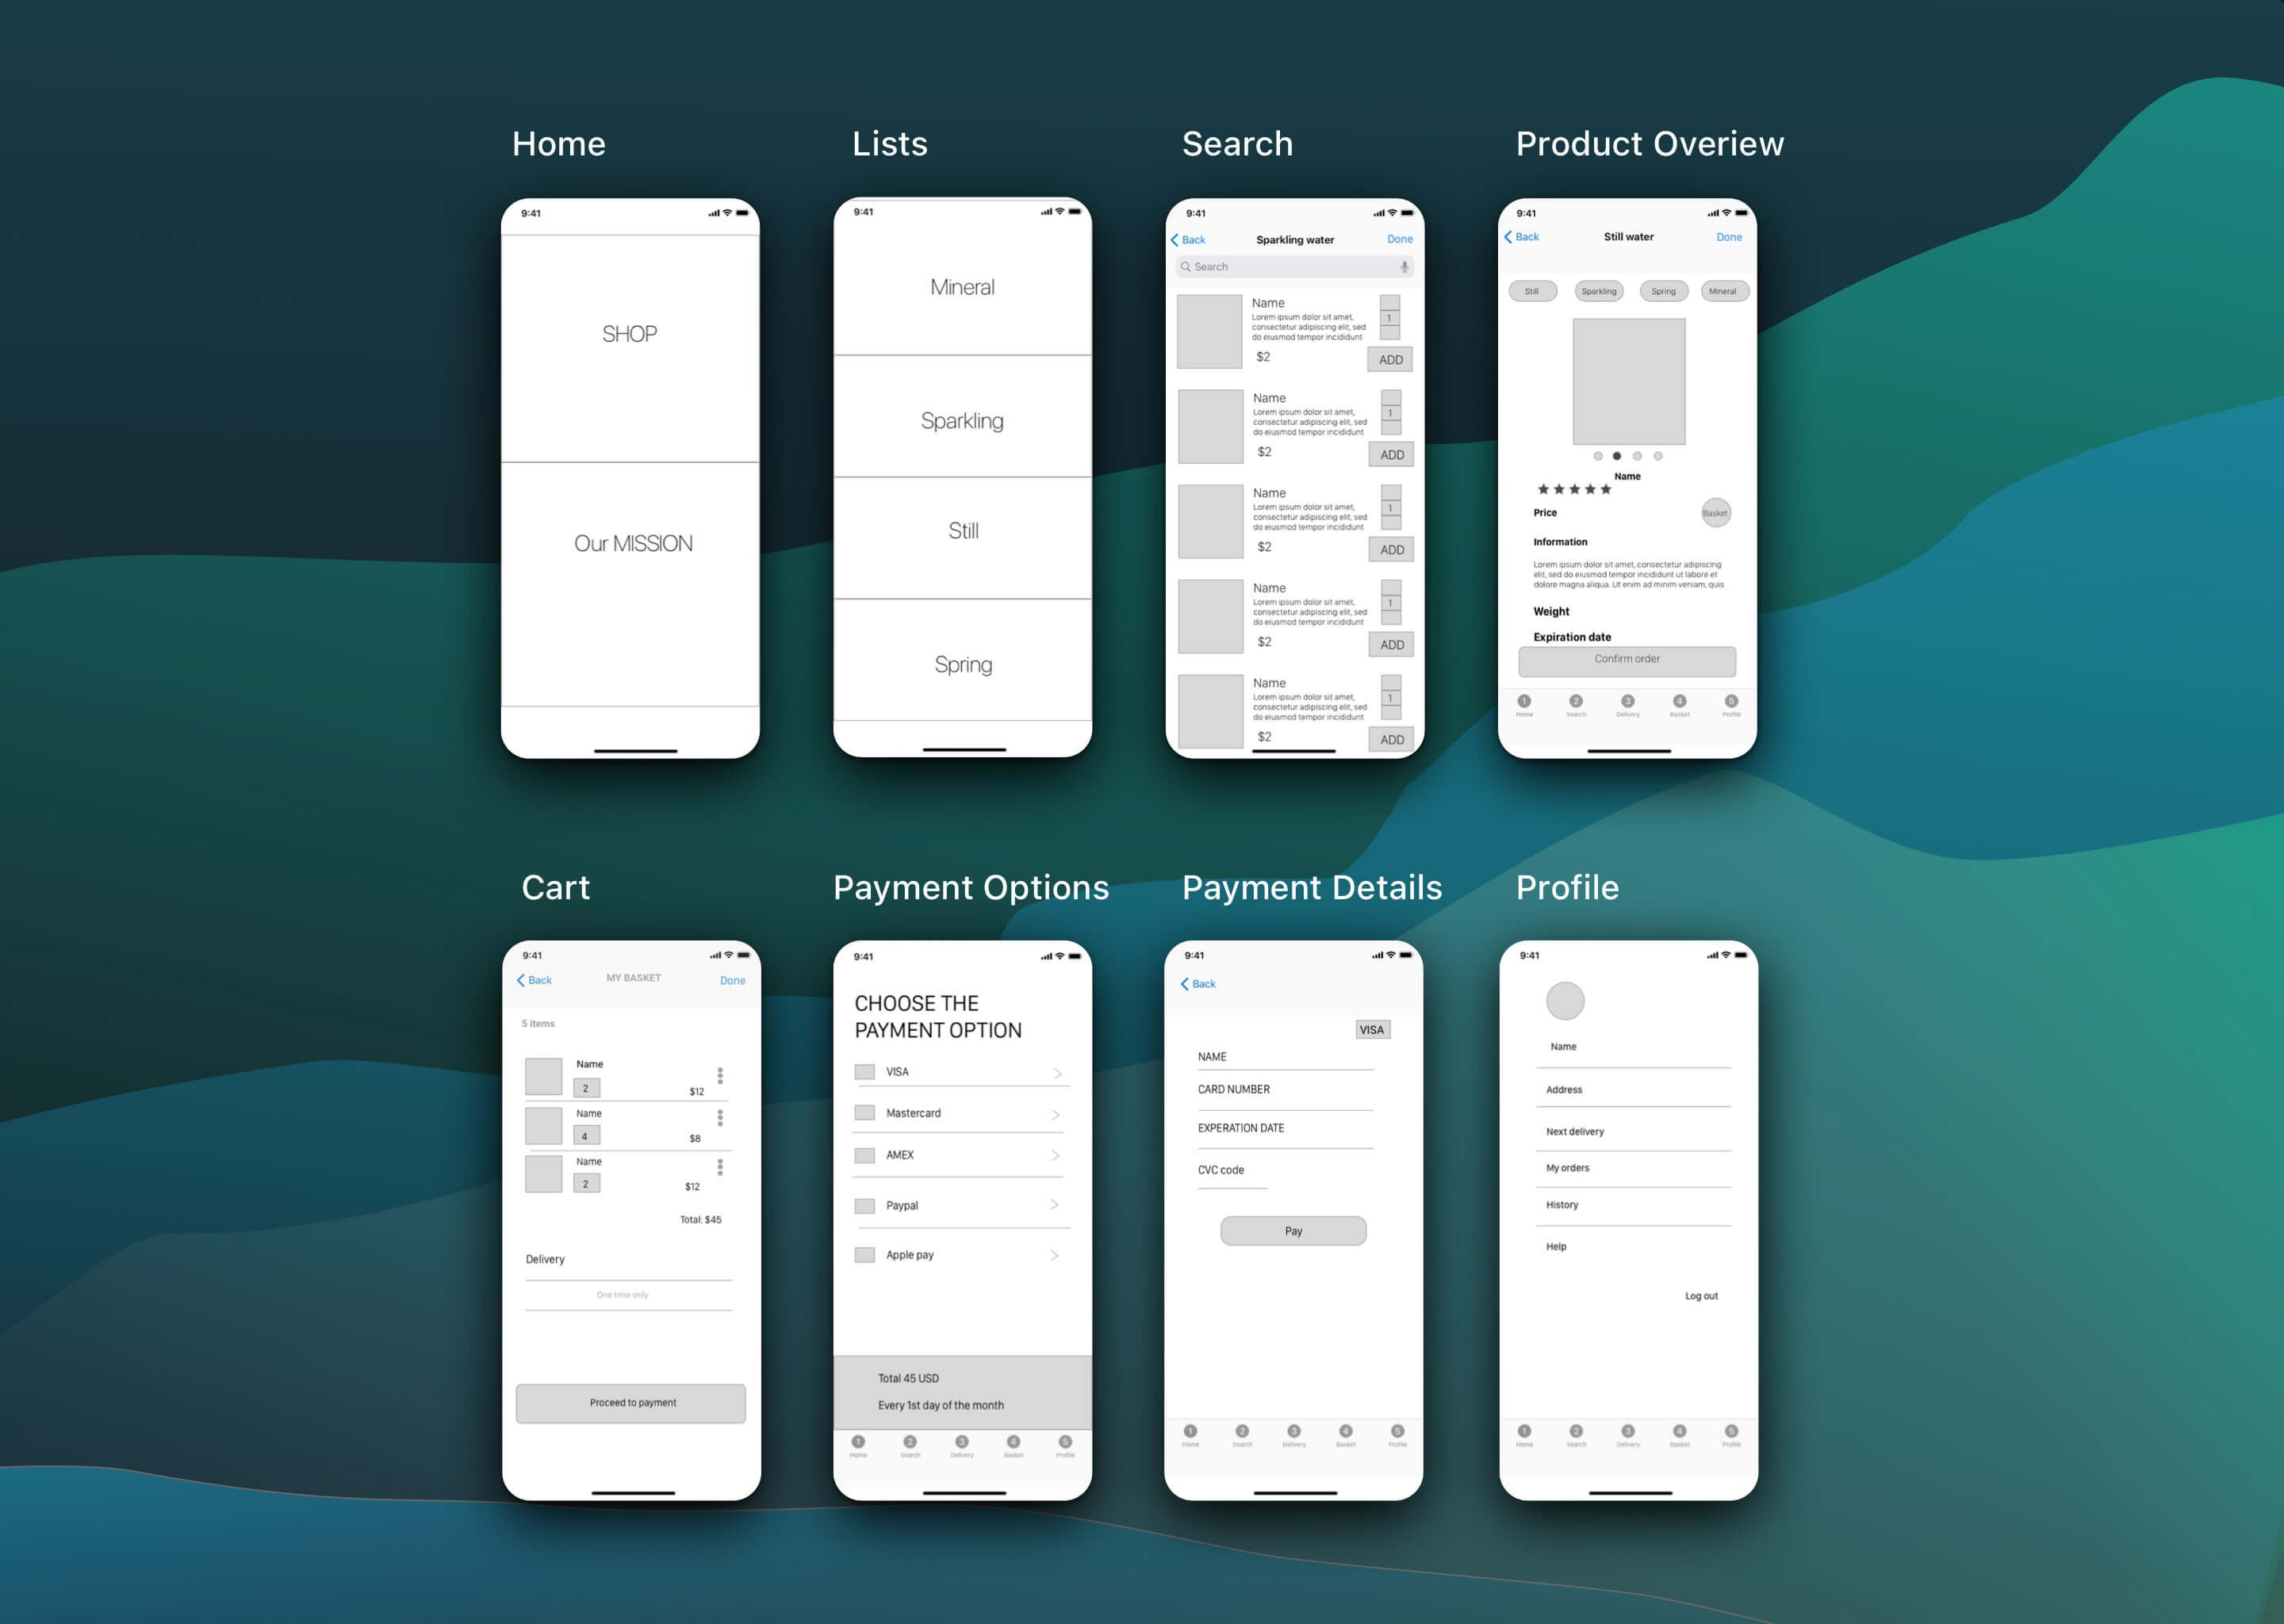 Home
9:41
SHOP
Our MISSION
Lists
9:41
Mineral
Sparkling
Still
Spring
Search
9:41
Back Sparkling water Done
Search
Name
Lorem ipsum dolor sit amet,
consectetur adipiscing elit, sed
do eiusmod tempor incididunt
1
$2 ADD
Name
Lorem ipsum dolor sit amet,
consectetur adipiscing elit, sed
do eiusmod tempor incididunt
1
$2 ADD
Name
Lorem ipsum dolor sit amet,
consectetur adipiscing elit, sed
do eiusmod tempor incididunt
1
$2 ADD
Name
Lorem ipsum dolor sit amet,
consectetur adipiscing elit, sed
do eiusmod tempor incididunt
1
$2 ADD
Name
Lorem ipsum dolor sit amet,
consectetur adipiscing elit, sed
do eiusmod tempor incididunt
1
$2 ADD
Product Overiew
9:41
Back Still water Done
Still Sparkling Spring Mineral
Name
Price Basket
Information
Lorem ipsum dolor sit amet, consectetur adipiscing
elit, sed do eiusmod tempor incididunt ut labore et
dolore magna aliqua. Ut enim ad minim veniam, quis
Weight
Expiration date
Confirm order
1 2 3 4 5
Home Search Delivery Basket Profile
Cart
9:41
Back MY BASKET Done
5 items
Name
2 $12
Name
4 $8
Name
2 $12
Total: $45
Delivery
One time only
Proceed to payment
Payment Options
9:41
CHOOSE THE
PAYMENT OPTION
VISA
Mastercard
AMEX
Paypal
Apple pay
Total 45 USD
Every 1st day of the month
1 2 3 4 5
Home Search Delivery Basket Profile
Payment Details
9:41
Back
VISA
NAME
CARD NUMBER
EXPERATION DATE
CVC code
Pay
1 2 3 4 5
Home Search Delivery Basket Profile
Profile
9:41
Name
Address
Next delivery
My orders
History
Help
Log out
1 2 3 4 5
Home Search Delivery Basket Profile